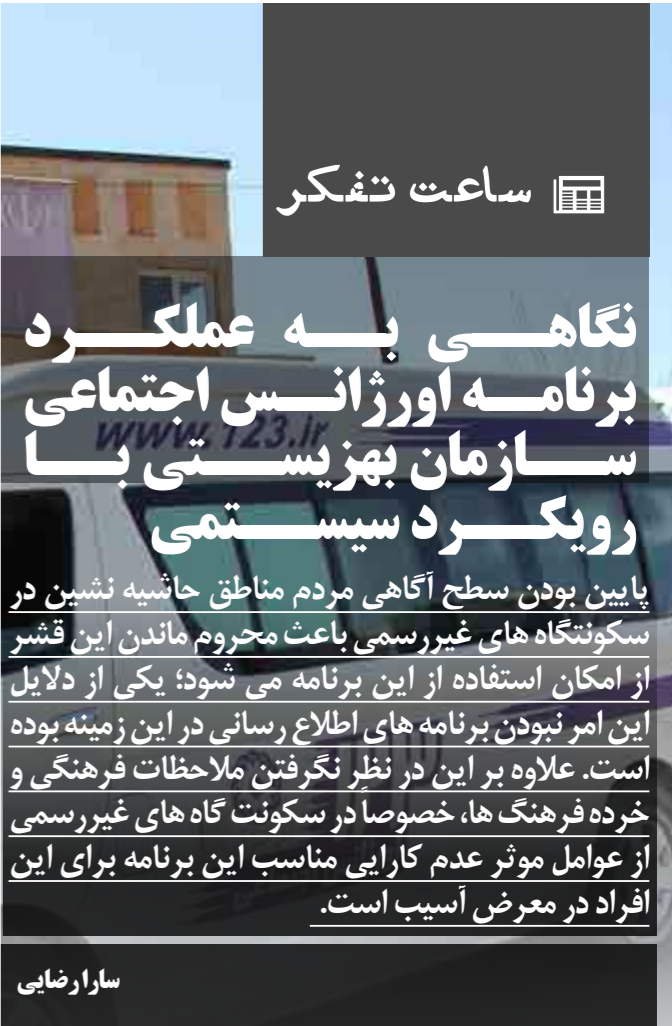 ساعت تفکر
نگاهی به عملکرد
برنامه اورژانس اجتماعی
www.123.ir
سازمان بهزیستی با
رویکرد سیستمی
پایین بودن سطح آگاهی مردم مناطق حاشیه نشین در
سکونتگاه های غیررسمی باعث محروم ماندن این قشر
از امکان استفاده از این برنامه می شود؛ یکی از دلایل
این امر نبودن برنامه های اطلاع رسانی در این زمینه بوده
است. علاوه بر این در نظر نگرفتن ملاحظات فرهنگی و
خرده فرهنگ ها، خصوصاً در سکونت گاه های غیررسمی
از عوامل موثر عدم کارایی مناسب این برنامه برای این
افراد در معرض آسیب است.
سارا رضایی